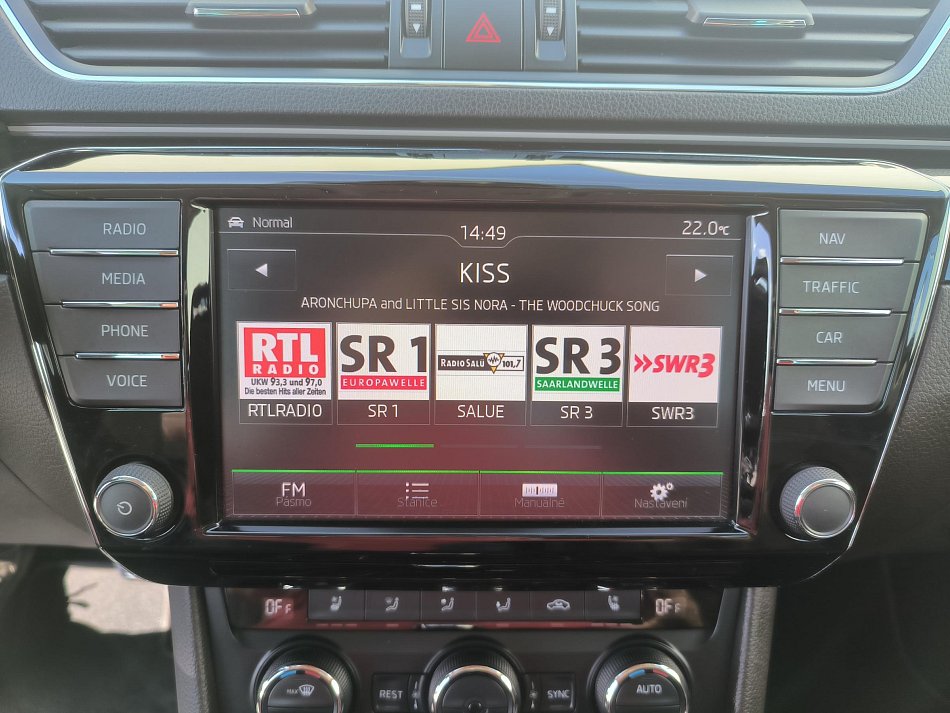 Normal
14:49
22.0°C
KISS
ARONCHUPA and LITTLE SIS NORA - THE WOODCHUCK SONG
RADIO
MEDIA
PHONE
VOICE
RTL
RADIO
UKW 93,3 und 97,0
Die besten Hits aller Zeiten
RTLRADIO
SR 1
EUROPAWELLE
SR 1
RADIO SALÜ 101,7
SALUE
SR 3
SAARLANDWELLE
SR 3
SWR3
SWR3
FM
Pásmo
Stanice
Manuálně
Nastavení
NAV
TRAFFIC
CAR
MENU
OFF
OFF
MAX
REST
SYNC
AUTO